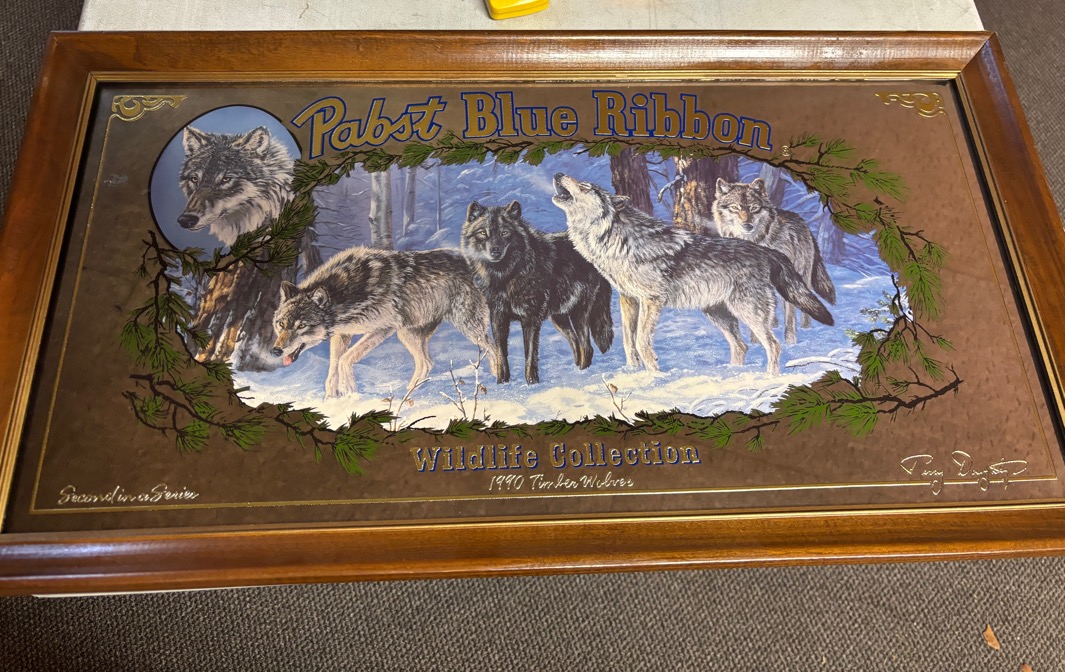 Pabst Blue Ribbon
Wildlife Collection
1990 Timber Wolves
Second in a Series